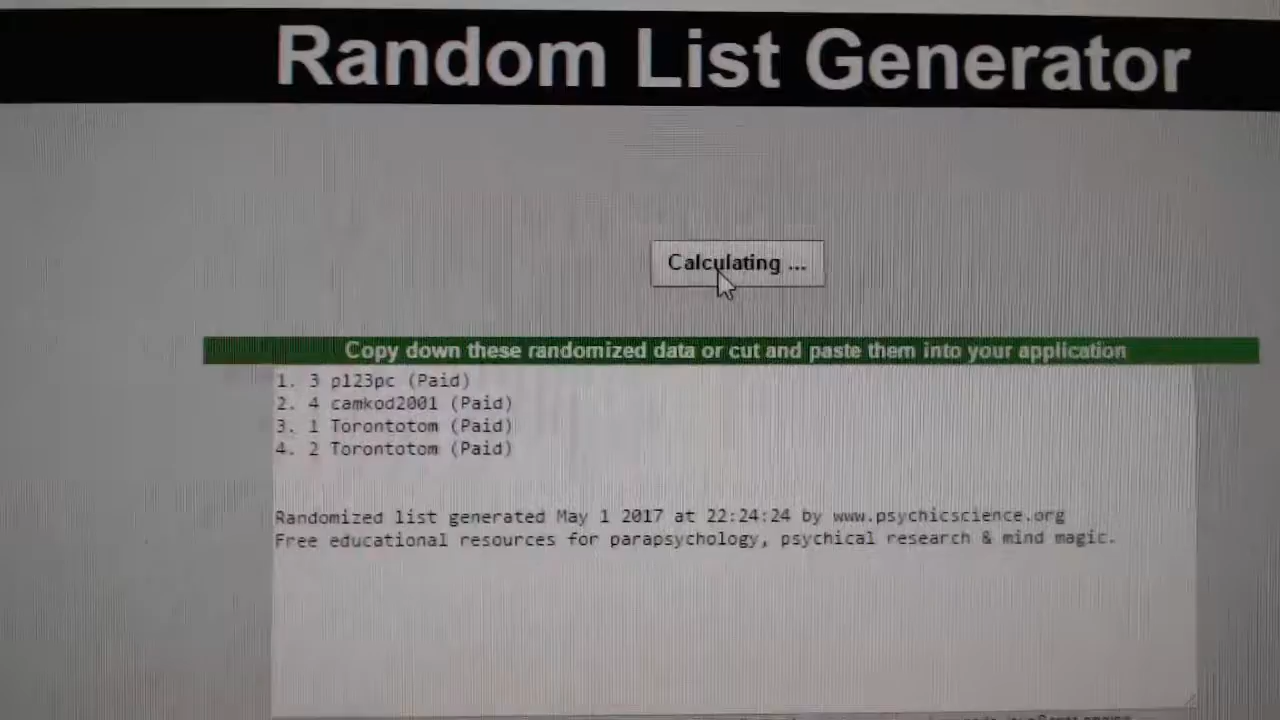 Random List Generator
Calculating ...
Copy down these randomized data or cut and paste them into your application
1. 3 p123pc (Paid)
2. 4 camkod2001 (Paid)
3. 1 Torontotom (Paid)
4. 2 Torontotom (Paid)
Randomized list generated May 1 2017 at 22:24:24 by www.psychicscience.org
Free educational resources for parapsychology, psychical research & mind magic.